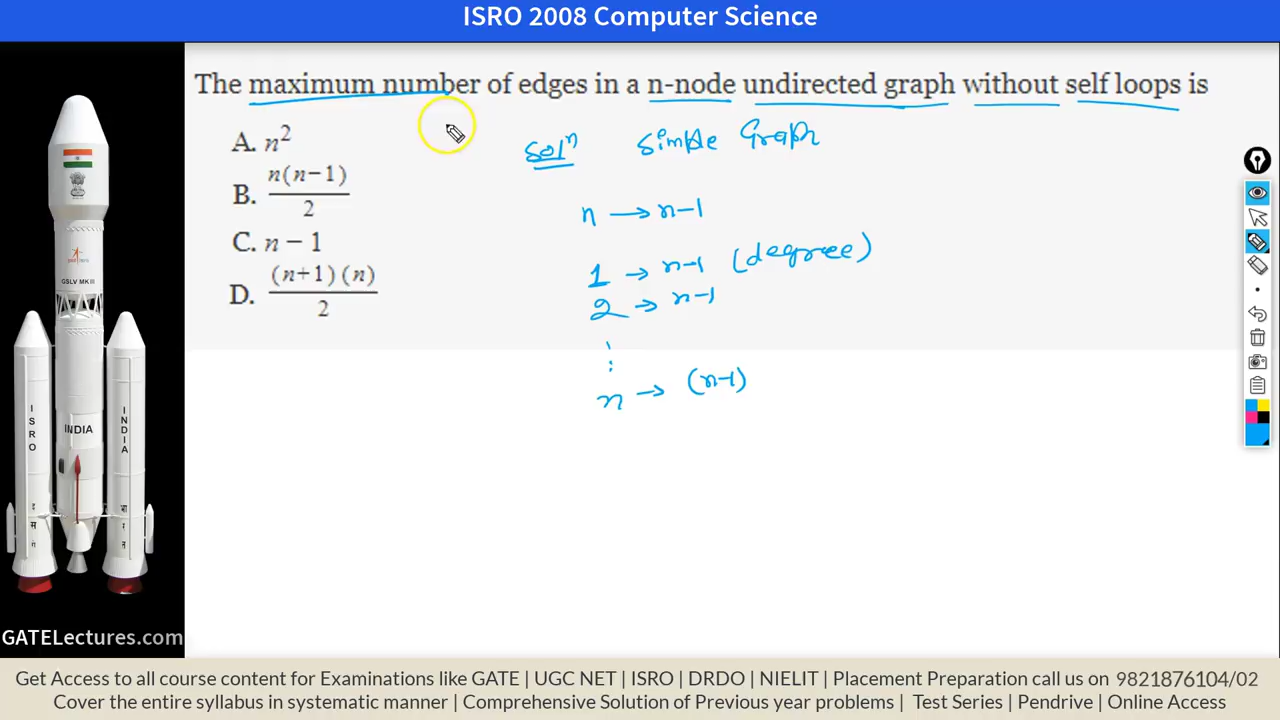 ISRO 2008 Computer Science
The maximum number of edges in a n-node undirected graph without self loops is
A. n²
B. n(n−1)/2
C. n − 1
D. (n+1)(n)/2
Solⁿ Simple Graph
n → n-1
1 → n-1 (degree)
2 → n-1
⋮
n → (n-1)
GSLV MK III
ISRO
INDIA
INDIA
GATELectures.com
Get Access to all course content for Examinations like GATE | UGC NET | ISRO | DRDO | NIELIT | Placement Preparation call us on 9821876104/02
Cover the entire syllabus in systematic manner | Comprehensive Solution of Previous year problems | Test Series | Pendrive | Online Access